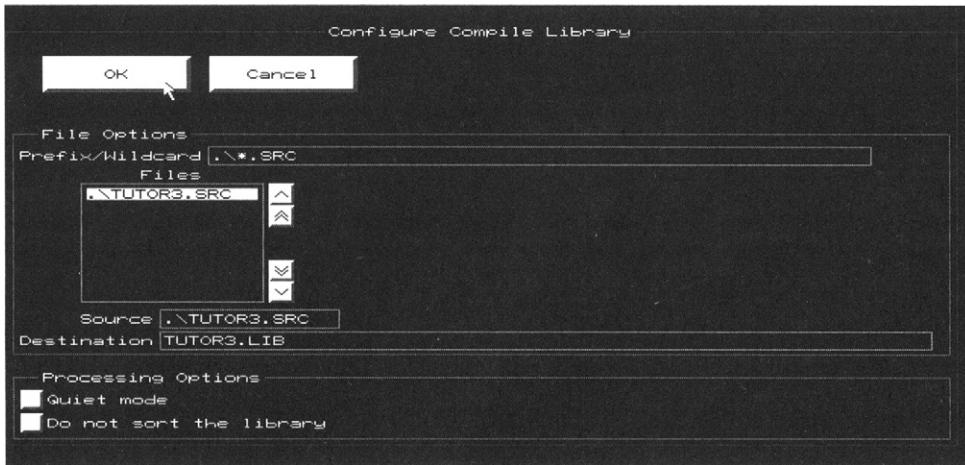 Configure Compile Library
OK
Cancel
File Options
Prefix/Wildcard .\*.SRC
Files
.\TUTOR3.SRC
Source .\TUTOR3.SRC
Destination TUTOR3.LIB
Processing Options
Quiet mode
Do not sort the library